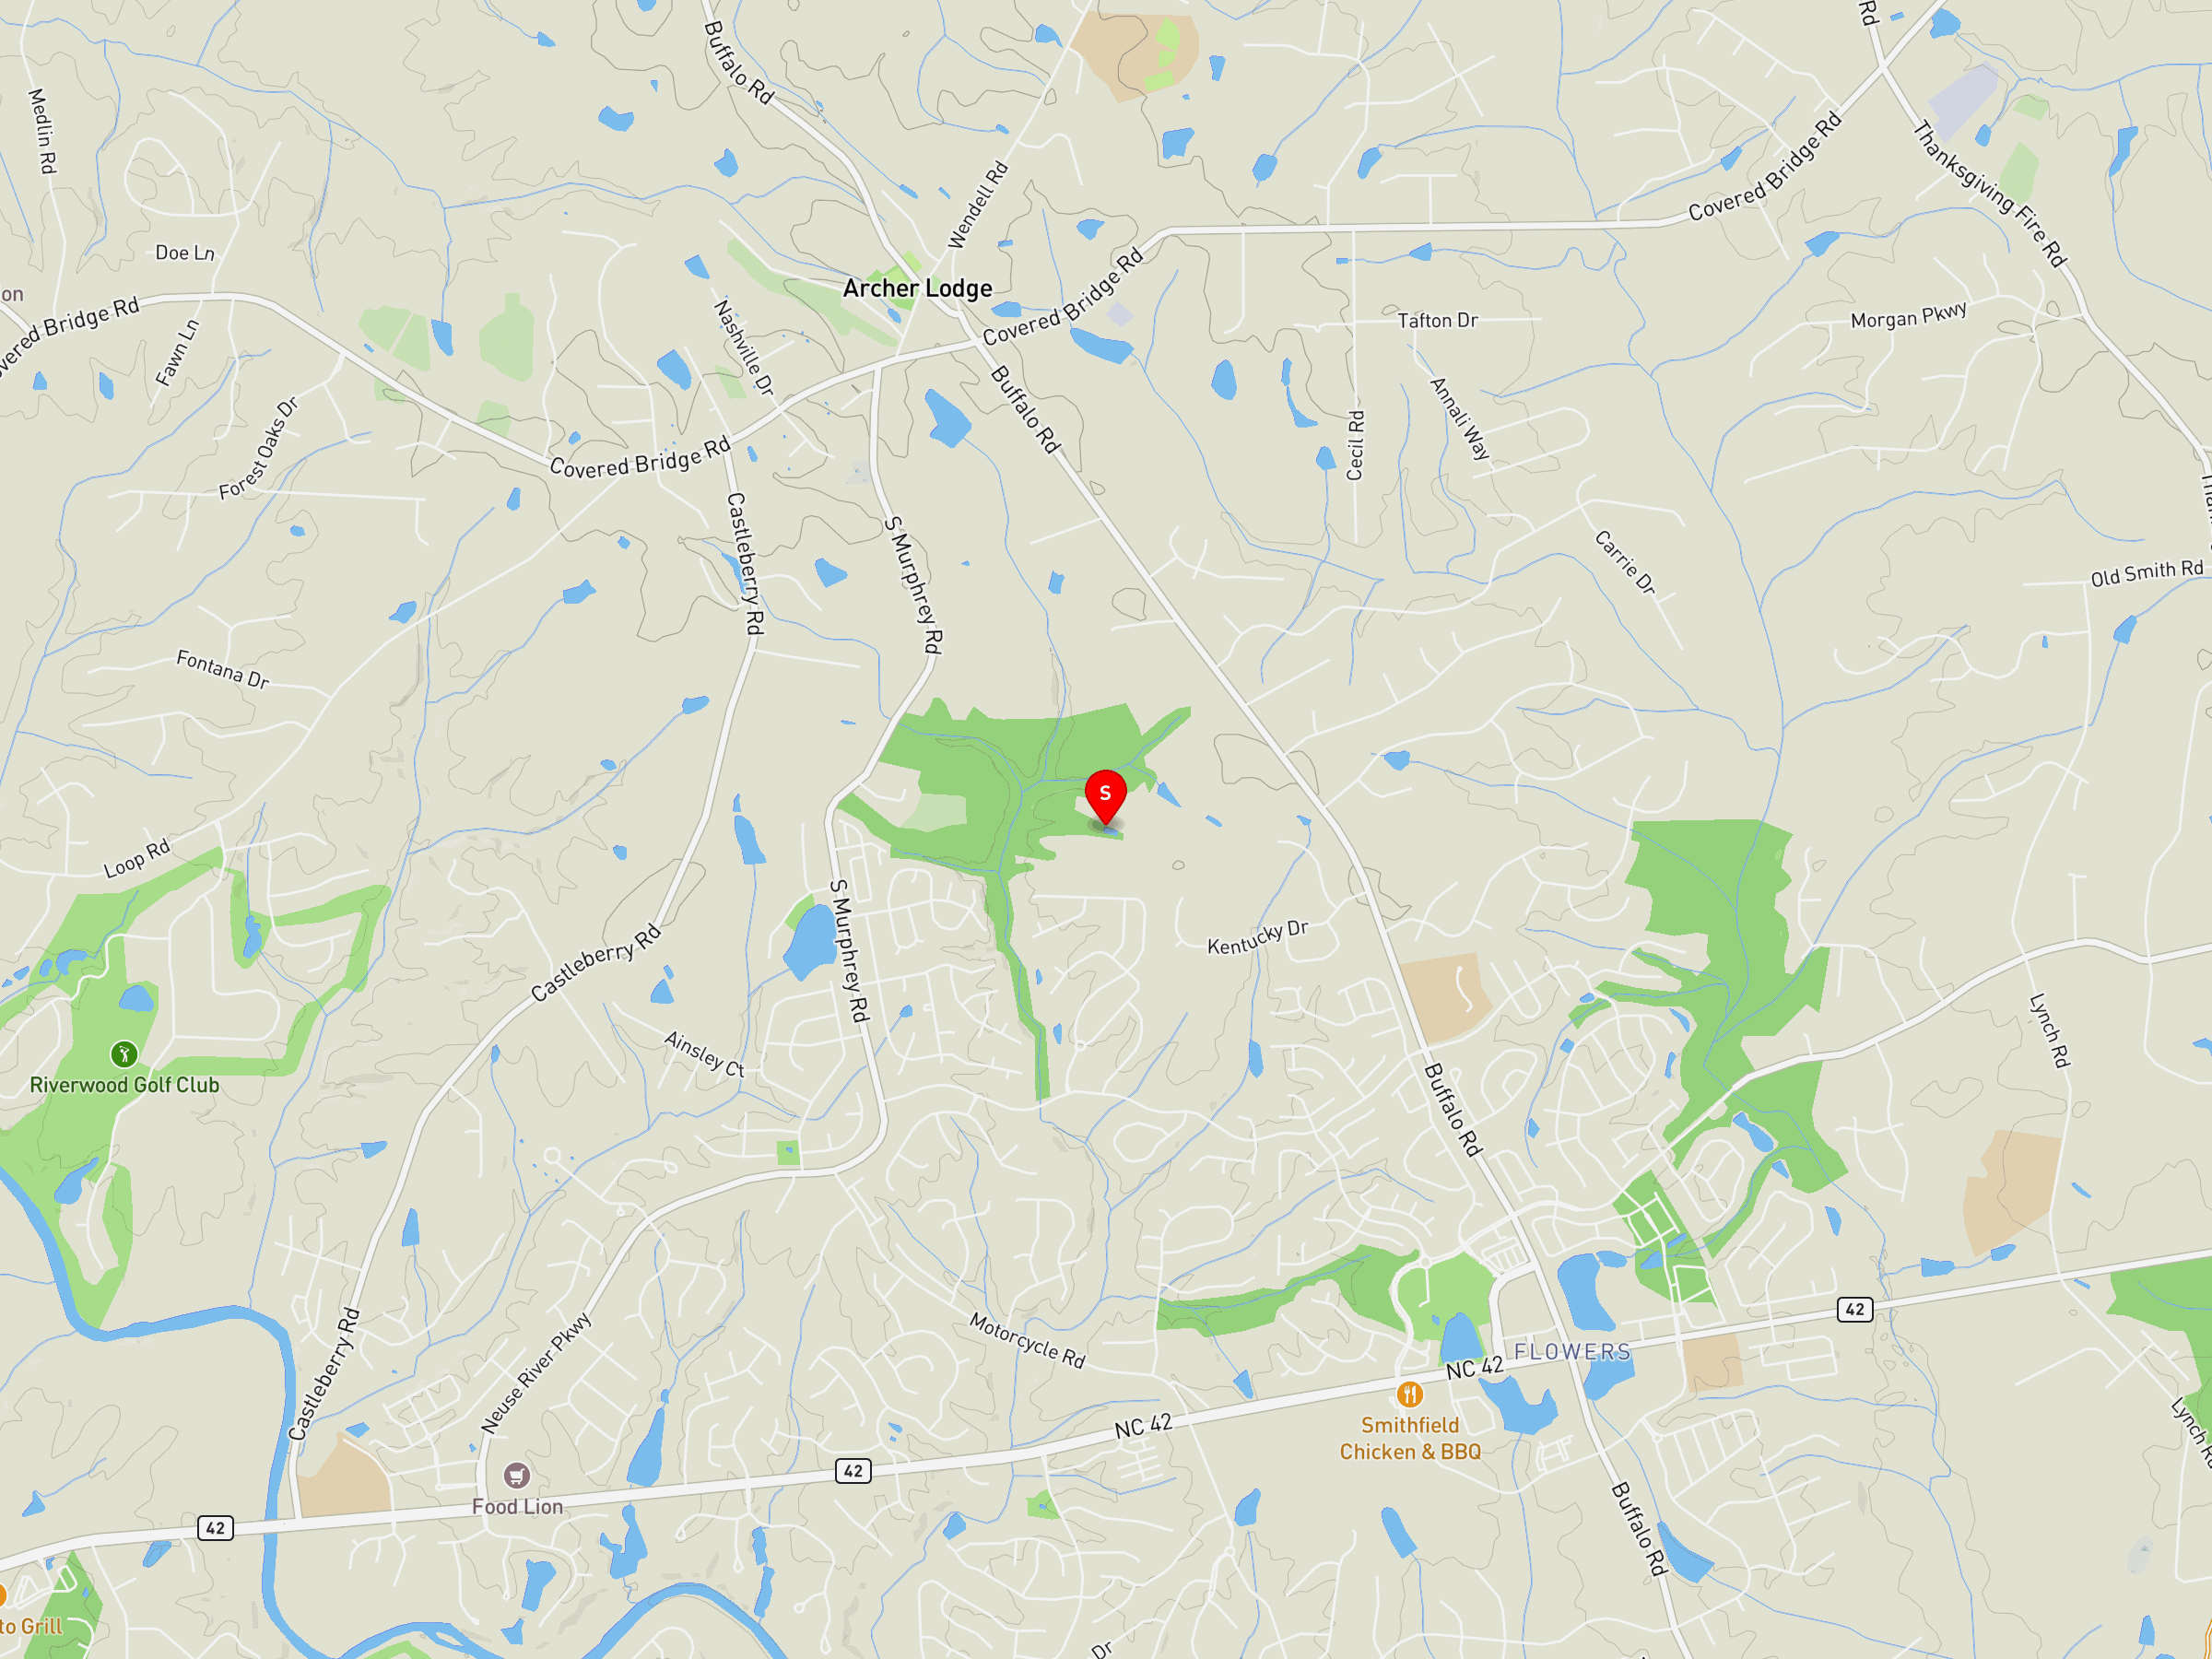 Buffalo Rd
Rd
Medlin Rd
Covered Bridge Rd
Thanksgiving Fire Rd
Wendell Rd
Doe Ln
Archer Lodge
Covered Bridge Rd
on
Covered Bridge Rd
Fawn Ln
Nashville Dr
Tafton Dr
Morgan Pkwy
Buffalo Rd
Annali Way
Cecil Rd
Forest Oaks Dr
Covered Bridge Rd
Castleberry Rd
S Murphrey Rd
Carrie Dr
Old Smith Rd
Fontana Dr
S
Loop Rd
S Murphrey Rd
Kentucky Dr
Castleberry Rd
Ainsley Ct
Lynch Rd
Riverwood Golf Club
Buffalo Rd
42
Motorcycle Rd
FLOWERS
NC 42
Castleberry Rd
Neuse River Pkwy
NC 42
Smithfield
Chicken & BBQ
Lynch
42
Food Lion
42
Buffalo Rd
to Grill
Dr